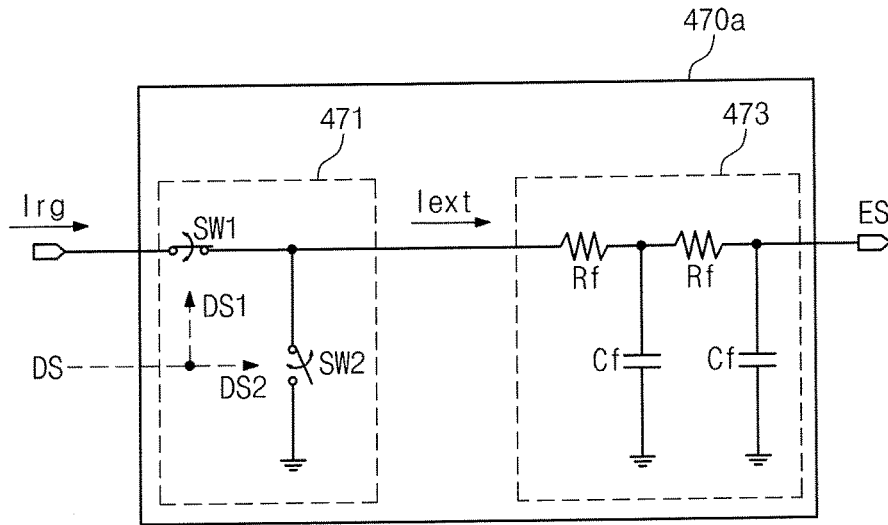 470a
471
473
Irg
Iext
ES
SW1
Rf
Rf
DS1
DS
DS2
SW2
Cf
Cf